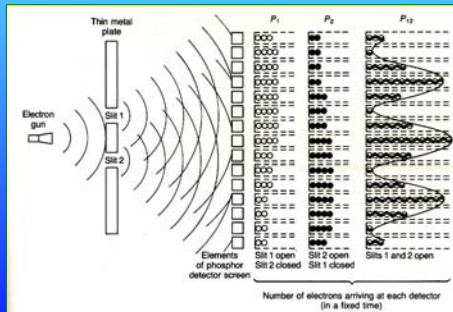 Thin metal
plate
P₁
P₂
P₁₂
Slit 1
Electron
gun
Slit 2
Elements
of phosphor
detector screen
Slit 1 open
Slit 2 closed
Slit 2 open
Slit 1 closed
Slits 1 and 2 open
Number of electrons arriving at each detector
(in a fixed time)